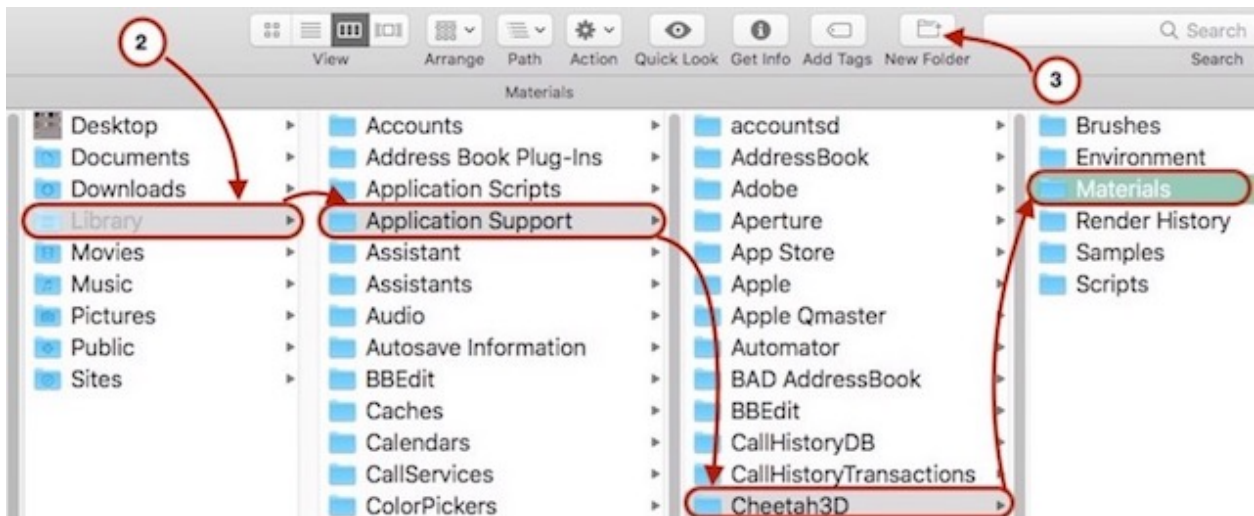 2
Search
View Arrange Path Action Quick Look Get Info Add Tags New Folder Search
3
Materials
Desktop Accounts accountsd Brushes
Documents Address Book Plug-Ins AddressBook Environment
Downloads Application Scripts Adobe Materials
Library Application Support Aperture Render History
Movies Assistant App Store Samples
Music Assistants Apple Scripts
Pictures Audio Apple Qmaster
Public Autosave Information Automator
Sites BBEdit BAD AddressBook
Caches BBEdit
Calendars CallHistoryDB
CallServices CallHistoryTransactions
ColorPickers Cheetah3D